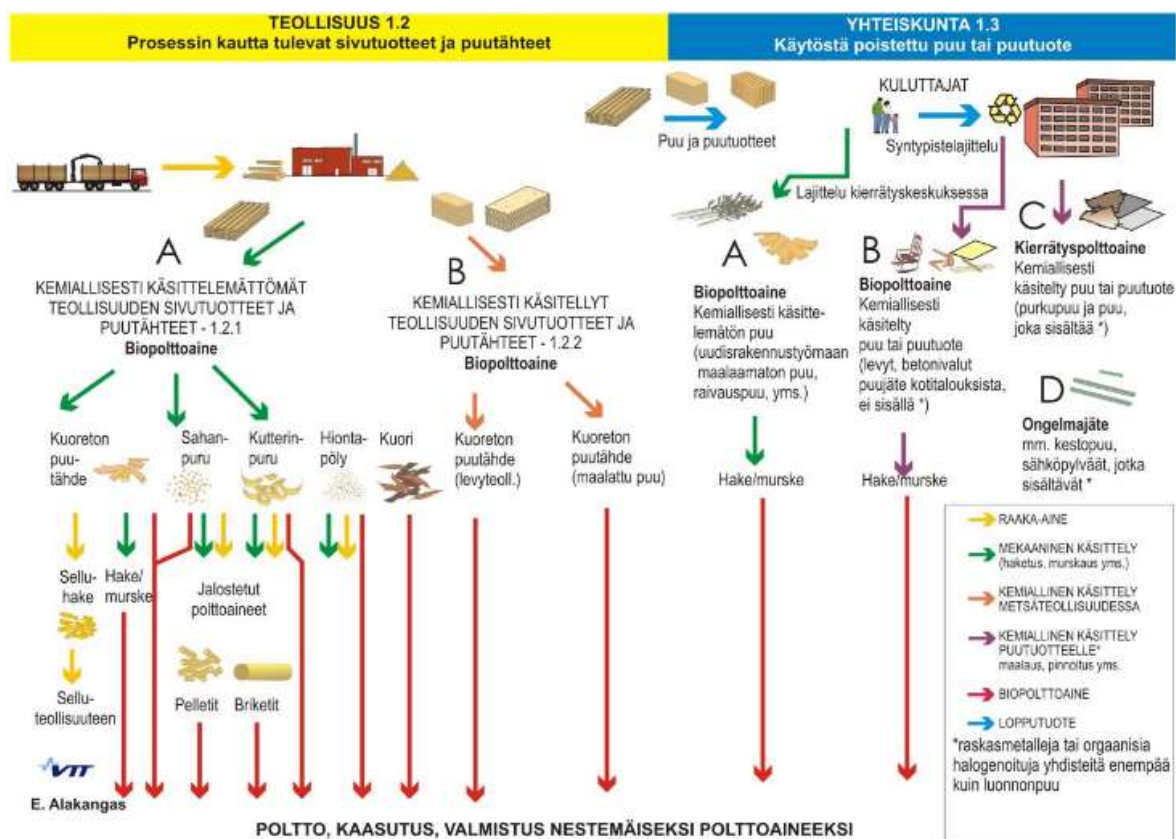 TEOLLISUUS 1.2
Prosessin kautta tulevat sivutuotteet ja puutähteet
YHTEISKUNTA 1.3
Käytöstä poistettu puu tai puutuote
KULUTTAJAT
Puu ja puutuotteet
Syntypistelajittelu
Lajittelu kierrätyskeskuksessa
A
KEMIALLISESTI KÄSITTELEMÄTTÖMÄT
TEOLLISUUDEN SIVUTUOTTEET JA
PUUTÄHTEET - 1.2.1
Biopolttoaine
B
KEMIALLISESTI KÄSITELLYT
TEOLLISUUDEN SIVUTUOTTEET JA
PUUTÄHTEET - 1.2.2
Biopolttoaine
A
Biopolttoaine
Kemiallisesti käsitte-
lemätön puu
(uudisrakennustyömaan
maalaamaton puu,
raivauspuu, yms.)
B
Biopolttoaine
Kemiallisesti
käsitelty
puu tai puutuote
(levyt, betonivalut
puujäte kotitalouksista,
ei sisällä *)
C
Kierrätyspolttoaine
Kemiallisesti
käsitelty puu tai puutuote
(purkupuu ja puu,
joka sisältää *)
D
Ongelmajäte
mm. kestopuu,
sähköpylväät, jotka
sisältävät *
Kuoreton
puu-
tähde
Sahan-
puru
Kutterin-
puru
Hionta-
pöly
Kuori
Kuoreton
puutähde
(levyteoll.)
Kuoreton
puutähde
(maalattu puu)
Hake/murske
Hake/murske
Sellu-
hake
Hake/
murske
Jalostetut
polttoaineet
Sellu-
teollisuuteen
Pelletit
Briketit
RAAKA-AINE
MEKAANINEN KÄSITTELY
(haketus, murskaus yms.)
KEMIALLINEN KÄSITTELY
METSÄTEOLLISUUDESSA
KEMIALLINEN KÄSITTELY
PUUTUOTTEELLE*
maalaus, pinnoitus yms.
BIOPOLTTOAINE
LOPPUTUOTE
*raskasmetalleja tai orgaanisia
halogenoituja yhdisteitä enempää
kuin luonnonpuu
VTT
E. Alakangas
POLTTO, KAASUTUS, VALMISTUS NESTEMÄISEKSI POLTTOAINEEKSI